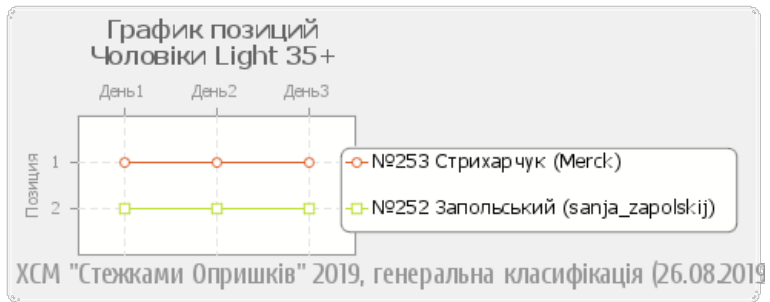 График позиций
Чоловіки Light 35+
День1 День2 День3
Позиция
1
№253 Стрихарчук (Merck)
2
№252 Запольський (sanja_zapolskij)
ХСМ "Стежками Опришків" 2019, генеральна класифікація (26.08.2019